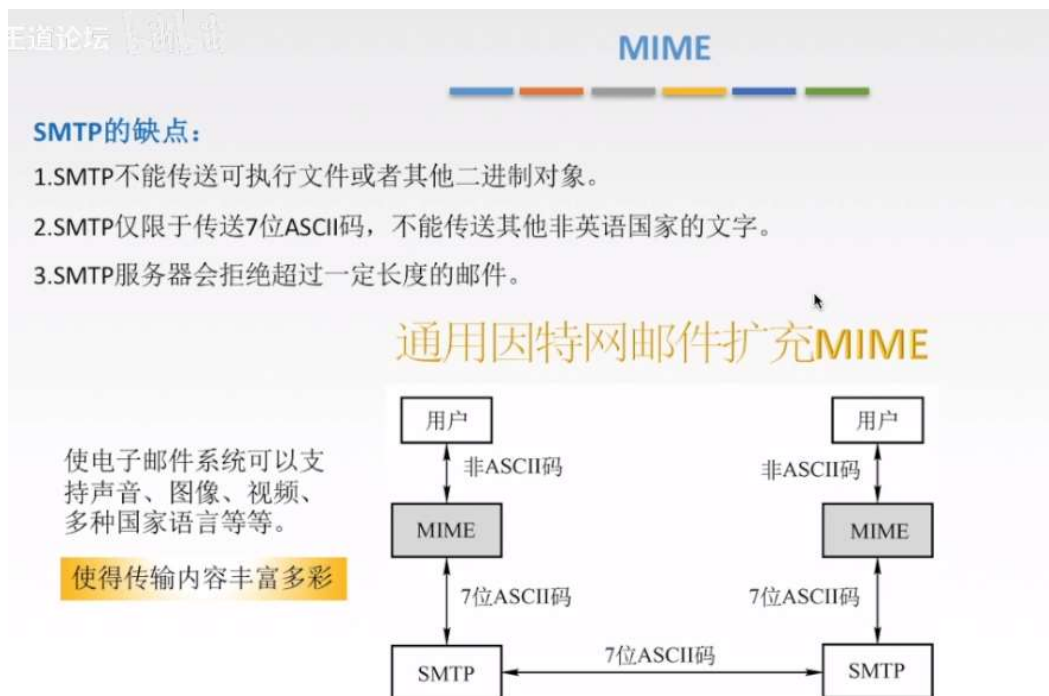 王道论坛
MIME
SMTP的缺点：
1.SMTP不能传送可执行文件或者其他二进制对象。
2.SMTP仅限于传送7位ASCII码，不能传送其他非英语国家的文字。
3.SMTP服务器会拒绝超过一定长度的邮件。
通用因特网邮件扩充MIME
使电子邮件系统可以支
持声音、图像、视频、
多种国家语言等等。
使得传输内容丰富多彩
用户
用户
非ASCII码
非ASCII码
MIME
MIME
7位ASCII码
7位ASCII码
SMTP
7位ASCII码
SMTP